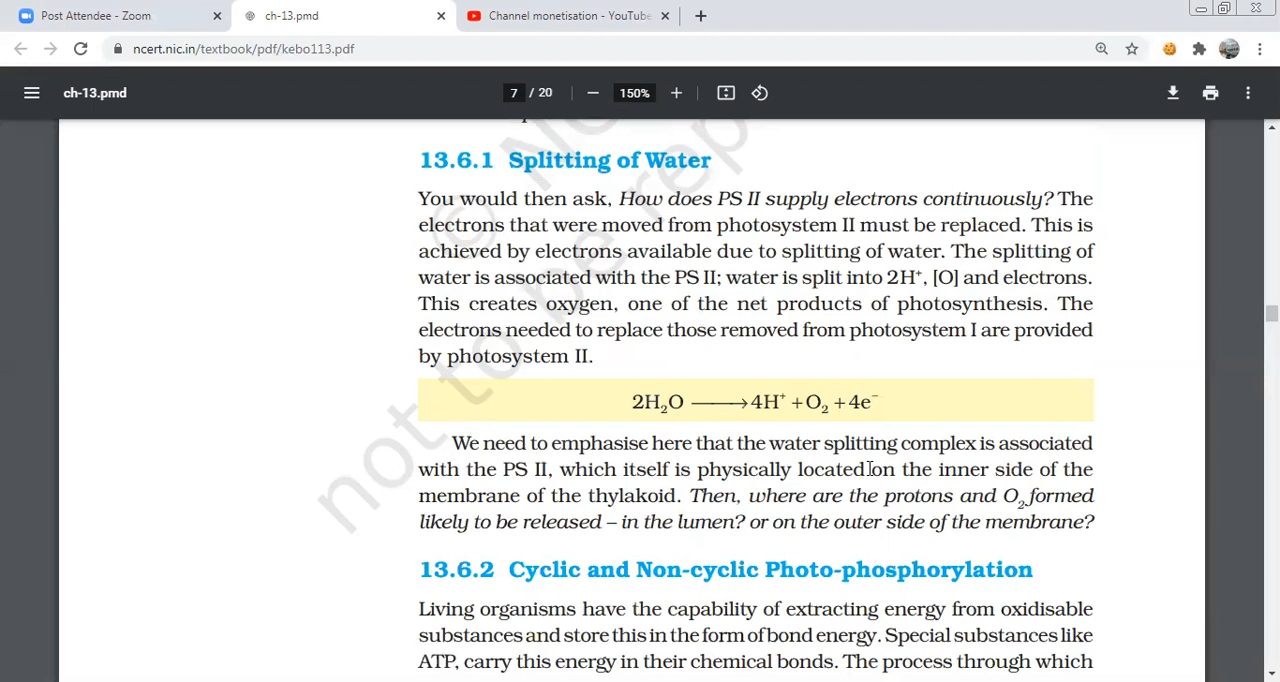 Post Attendee - Zoom
ch-13.pmd
Channel monetisation - YouTube
ncert.nic.in/textbook/pdf/kebo113.pdf
ch-13.pmd
7 / 20
150%
13.6.1 Splitting of Water
You would then ask, How does PS II supply electrons continuously? The
electrons that were moved from photosystem II must be replaced. This is
achieved by electrons available due to splitting of water. The splitting of
water is associated with the PS II; water is split into 2H⁺, [O] and electrons.
This creates oxygen, one of the net products of photosynthesis. The
electrons needed to replace those removed from photosystem I are provided
by photosystem II.
2H₂O ⟶ 4H⁺ + O₂ + 4e⁻
We need to emphasise here that the water splitting complex is associated
with the PS II, which itself is physically located on the inner side of the
membrane of the thylakoid. Then, where are the protons and O₂ formed
likely to be released – in the lumen? or on the outer side of the membrane?
13.6.2 Cyclic and Non-cyclic Photo-phosphorylation
Living organisms have the capability of extracting energy from oxidisable
substances and store this in the form of bond energy. Special substances like
ATP, carry this energy in their chemical bonds. The process through which
not to be rep